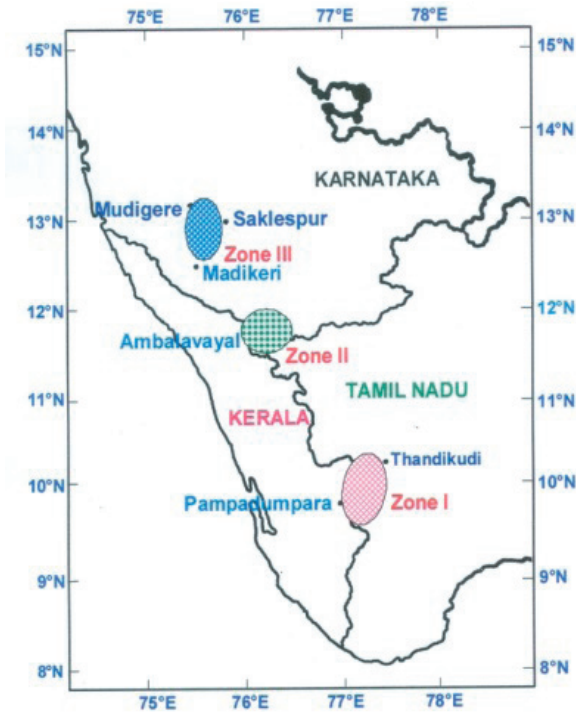 75°E 76°E 77°E 78°E
15°N 15°N
14°N 14°N
KARNATAKA
Mudigere
13°N Saklespur 13°N
Zone III
Madikeri
12°N 12°N
Ambalavayal
Zone II
TAMIL NADU
11°N KERALA 11°N
Thandikudi
10°N 10°N
Pampadumpara Zone I
9°N 9°N
8°N 8°N
75°E 76°E 77°E 78°E